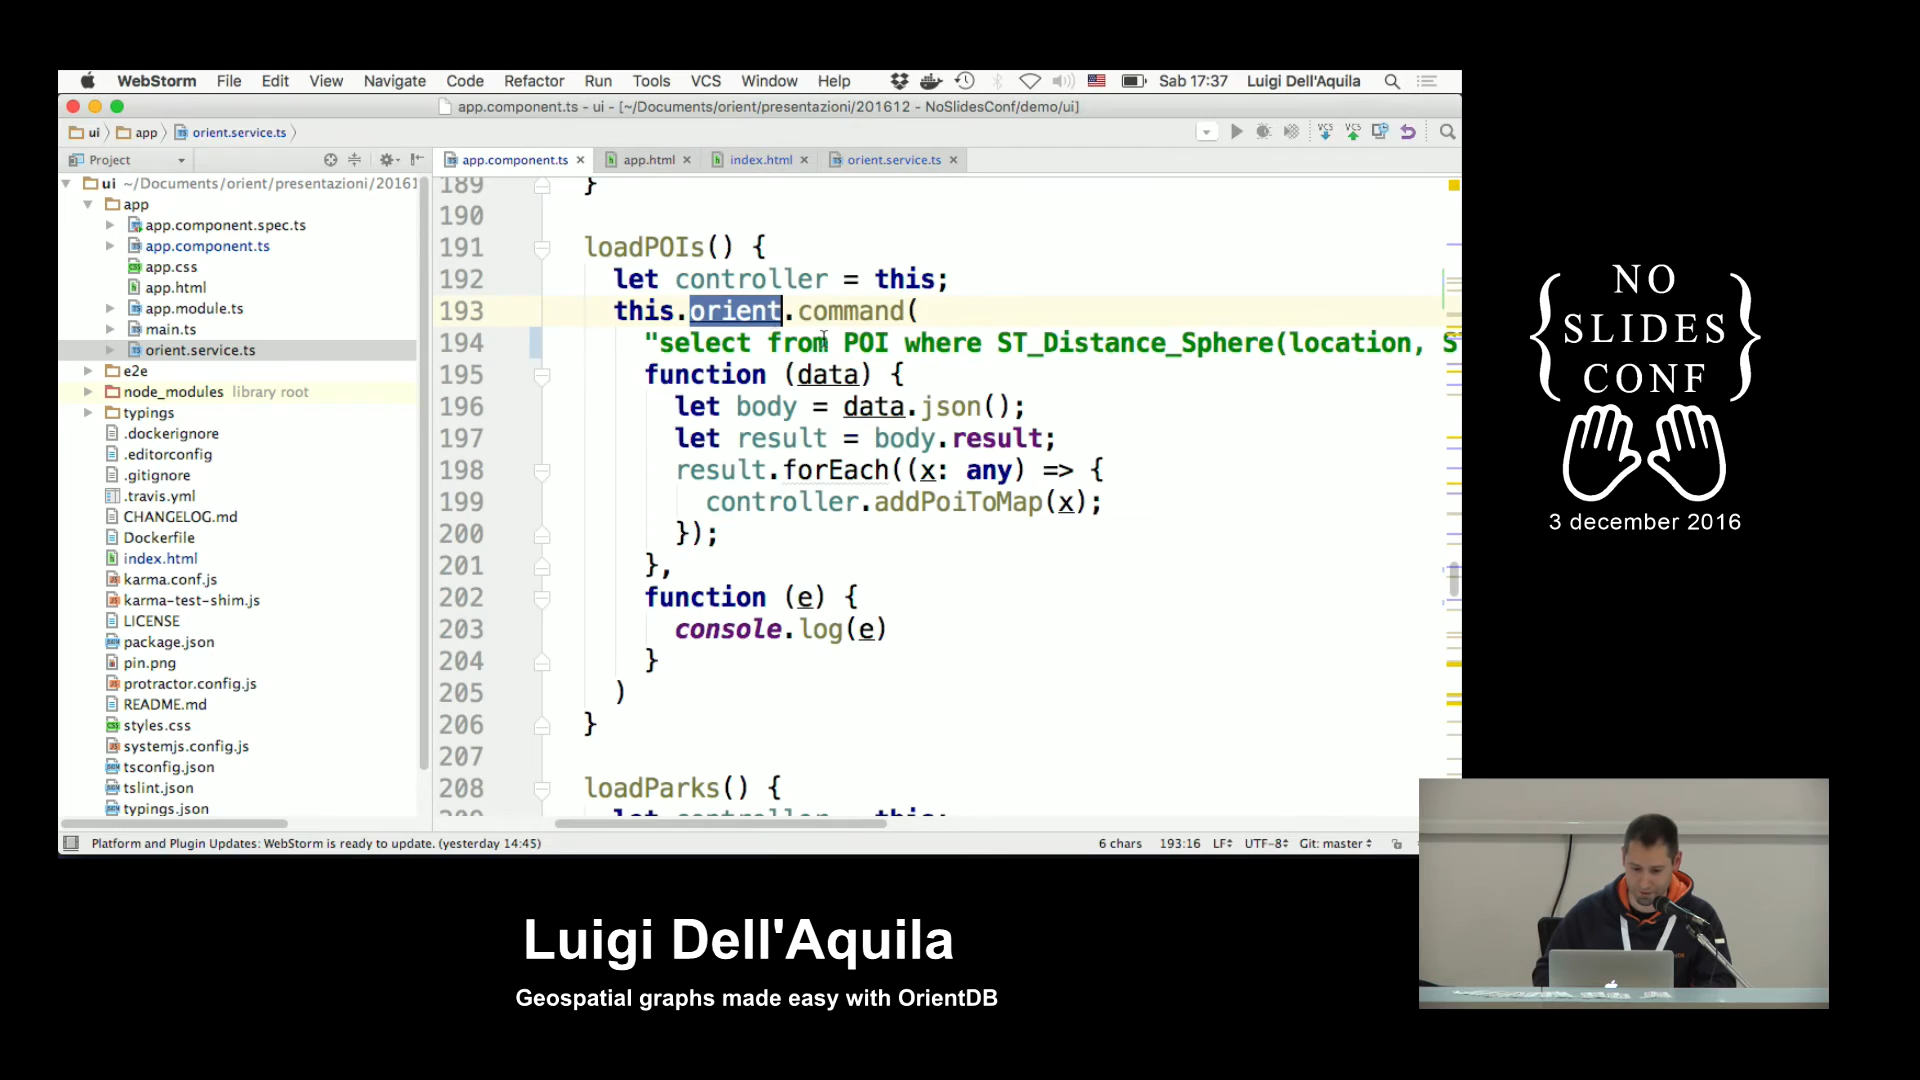 WebStorm File Edit View Navigate Code Refactor Run Tools VCS Window Help Sab 17:37 Luigi Dell'Aquila
app.component.ts - ui - [~/Documents/orient/presentazioni/201612 - NoSlidesConf/demo/ui]
ui app orient.service.ts
Project
app.component.ts app.html index.html orient.service.ts
ui ~/Documents/orient/presentazioni/20161
app
app.component.spec.ts
app.component.ts
app.css
app.html
app.module.ts
main.ts
orient.service.ts
e2e
node_modules library root
typings
.dockerignore
.editorconfig
.gitignore
.travis.yml
CHANGELOG.md
Dockerfile
index.html
karma.conf.js
karma-test-shim.js
LICENSE
package.json
pin.png
protractor.config.js
README.md
styles.css
systemjs.config.js
tsconfig.json
tslint.json
typings.json
189 }
190
191 loadPOIs() {
192 let controller = this;
193 this.orient.command(
194 "select from POI where ST_Distance_Sphere(location, S
195 function (data) {
196 let body = data.json();
197 let result = body.result;
198 result.forEach((x: any) => {
199 controller.addPoiToMap(x);
200 });
201 },
202 function (e) {
203 console.log(e)
204 }
205 )
206 }
207
208 loadParks() {
209 let controller = this;
Platform and Plugin Updates: WebStorm is ready to update. (yesterday 14:45) 6 chars 193:16 LF UTF-8 Git: master
NO
SLIDES
CONF
3 december 2016
Luigi Dell'Aquila
Geospatial graphs made easy with OrientDB